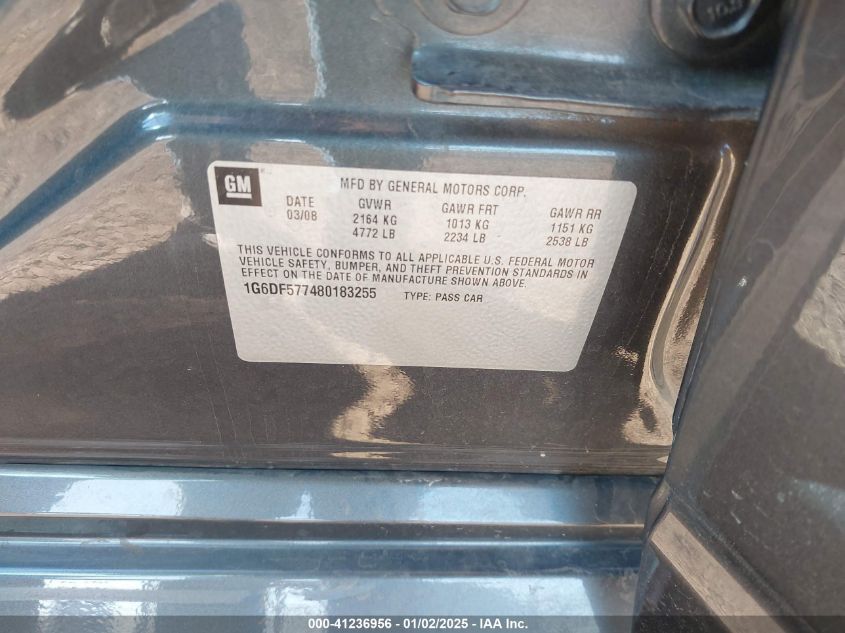 GM
MFD BY GENERAL MOTORS CORP.
DATE GVWR GAWR FRT GAWR RR
03/08 2164 KG 1013 KG 1151 KG
4772 LB 2234 LB 2538 LB
THIS VEHICLE CONFORMS TO ALL APPLICABLE U.S. FEDERAL MOTOR
VEHICLE SAFETY, BUMPER, AND THEFT PREVENTION STANDARDS IN
EFFECT ON THE DATE OF MANUFACTURE SHOWN ABOVE.
1G6DF577480183255 TYPE: PASS CAR
000-41236956 - 01/02/2025 - IAA Inc.